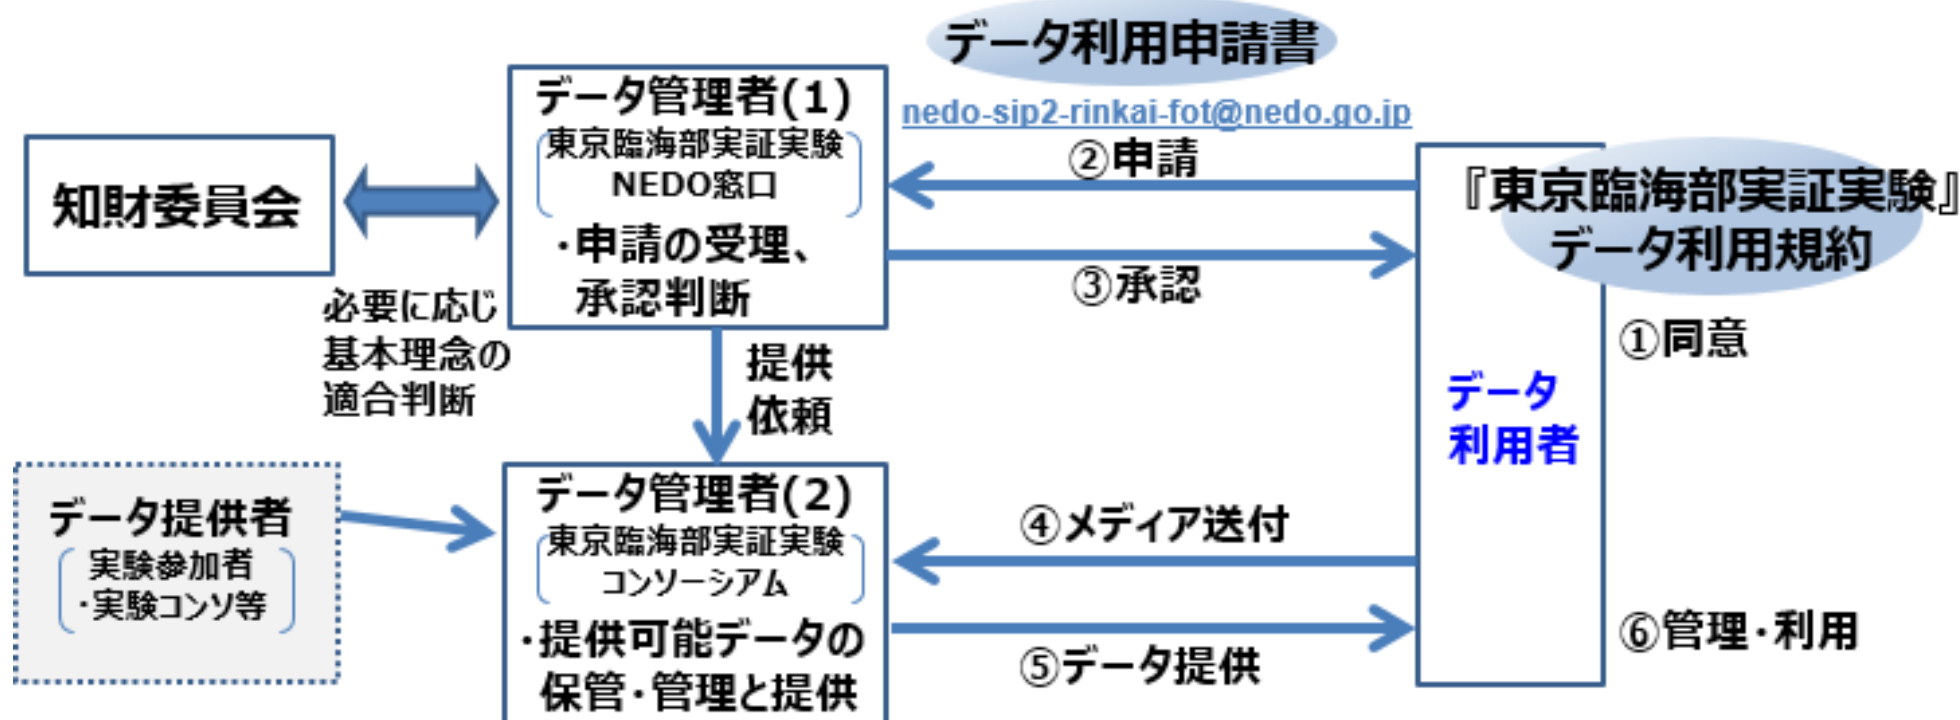 データ利用申請書
nedo-sip2-rinkai-fot@nedo.go.jp
知財委員会
データ管理者(1)
東京臨海部実証実験
NEDO窓口
・申請の受理、
承認判断
必要に応じ
基本理念の
適合判断
②申請
③承認
『東京臨海部実証実験』
データ利用規約
①同意
データ
利用者
提供
依頼
データ提供者
実験参加者
・実験コンソ等
データ管理者(2)
東京臨海部実証実験
コンソーシアム
・提供可能データの
保管・管理と提供
④メディア送付
⑤データ提供
⑥管理・利用